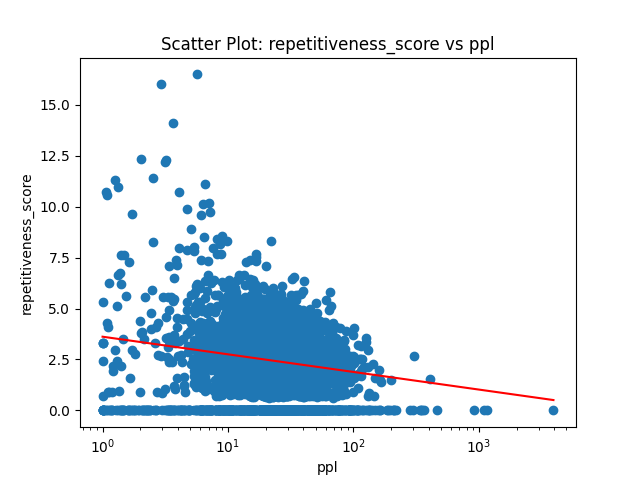 Scatter Plot: repetitiveness_score vs ppl
repetitiveness_score
15.0
12.5
10.0
7.5
5.0
2.5
0.0
10⁰ 10¹ 10² 10³
ppl